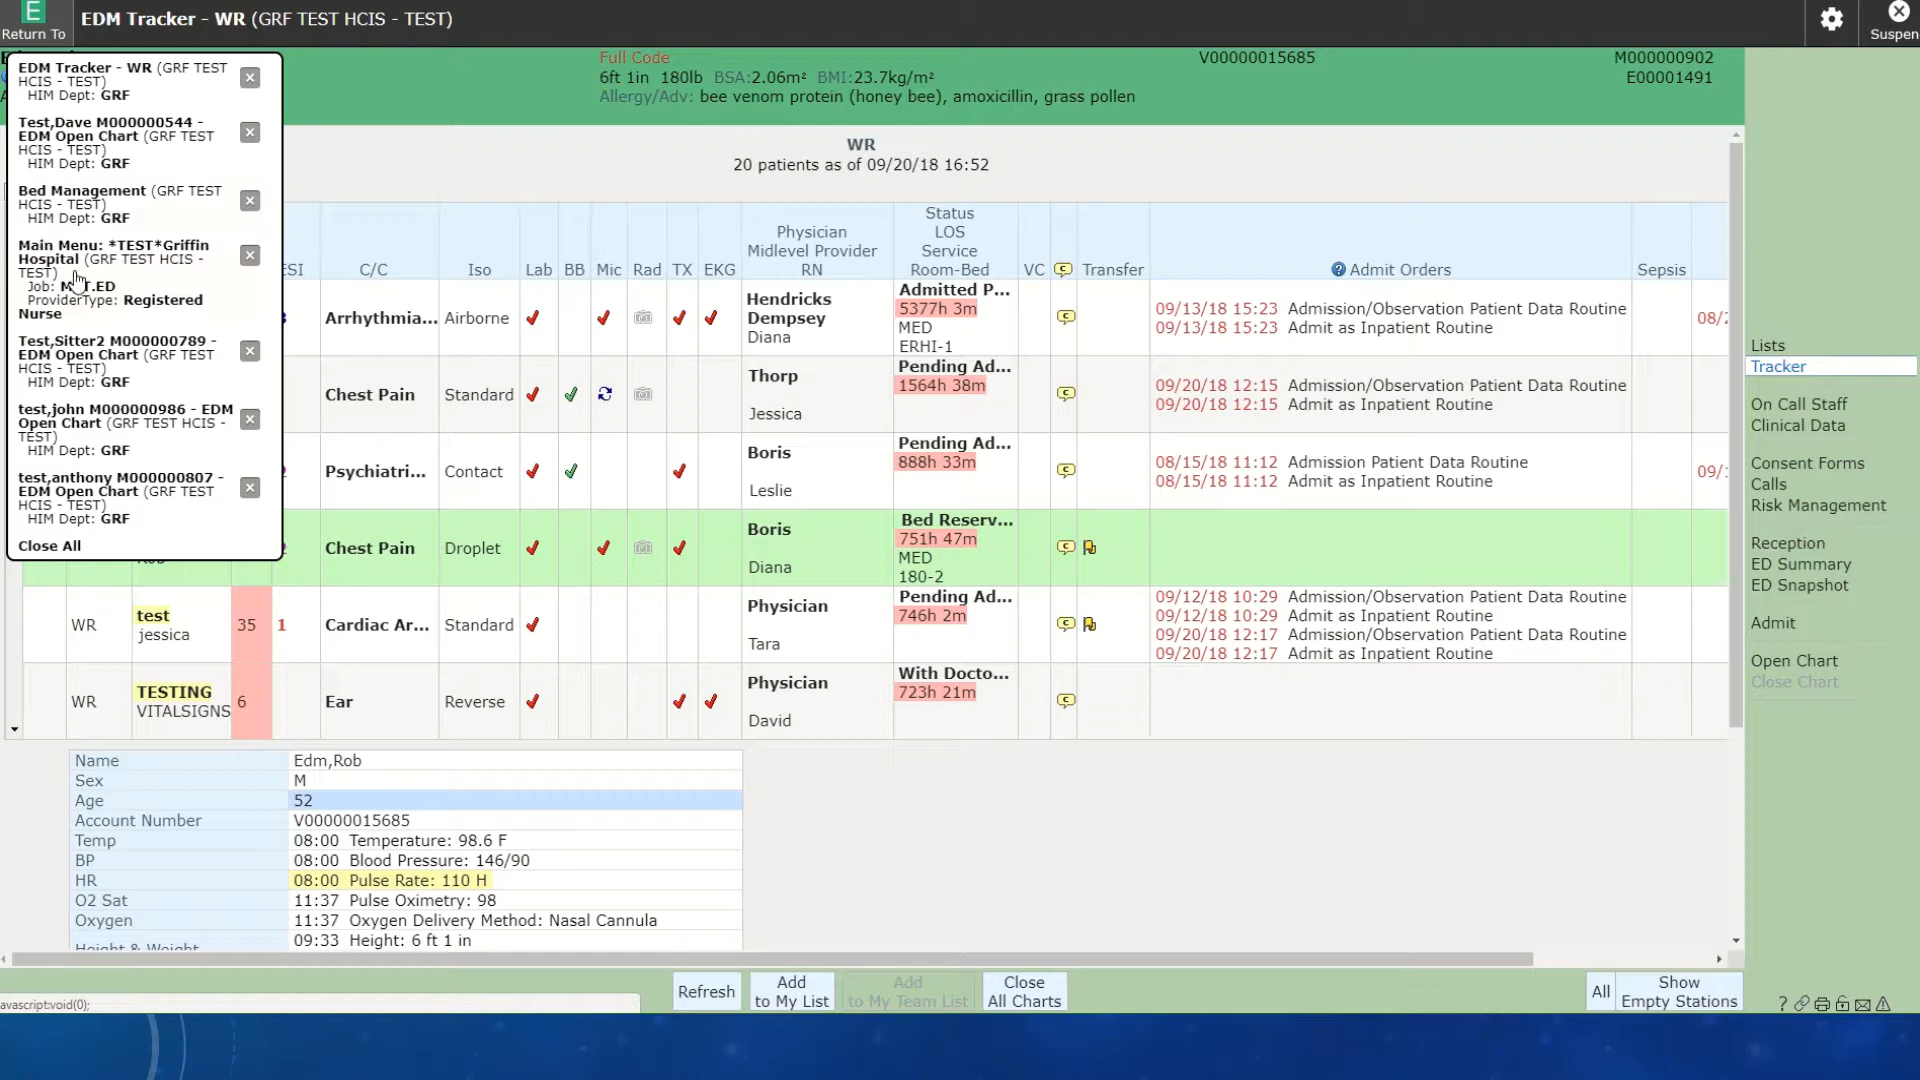 E
Return To
EDM Tracker - WR (GRF TEST HCIS - TEST)
Suspen
Full Code
V00000015685
M000000902
6ft 1in 180lb BSA:2.06m² BMI:23.7kg/m²
E00001491
Allergy/Adv: bee venom protein (honey bee), amoxicillin, grass pollen
EDM Tracker - WR (GRF TEST
HCIS - TEST)
HIM Dept: GRF
Test,Dave M000000544 -
EDM Open Chart (GRF TEST
HCIS - TEST)
HIM Dept: GRF
Bed Management (GRF TEST
HCIS - TEST)
HIM Dept: GRF
Main Menu: *TEST*Griffin
Hospital (GRF TEST HCIS -
TEST)
Job: T.ED
ProviderType: Registered
Nurse
Test,Sitter2 M000000789 -
EDM Open Chart (GRF TEST
HCIS - TEST)
HIM Dept: GRF
test,john M000000986 - EDM
Open Chart (GRF TEST HCIS -
TEST)
HIM Dept: GRF
test,anthony M000000807 -
EDM Open Chart (GRF TEST
HCIS - TEST)
HIM Dept: GRF
Close All
WR
20 patients as of 09/20/18 16:52
ESI C/C Iso Lab BB Mic Rad TX EKG Physician Midlevel Provider RN Status LOS Service Room-Bed VC C Transfer ? Admit Orders Sepsis
Arrhythmia... Airborne Hendricks Dempsey Diana Admitted P... 5377h 3m MED ERHI-1 C
09/13/18 15:23 Admission/Observation Patient Data Routine
09/13/18 15:23 Admit as Inpatient Routine
08/2
Chest Pain Standard Thorp Jessica Pending Ad... 1564h 38m C
09/20/18 12:15 Admission/Observation Patient Data Routine
09/20/18 12:15 Admit as Inpatient Routine
Psychiatri... Contact Boris Leslie Pending Ad... 888h 33m C
08/15/18 11:12 Admission Patient Data Routine
08/15/18 11:12 Admit as Inpatient Routine
09/1
Chest Pain Droplet Boris Diana Bed Reserv... 751h 47m MED 180-2 C
WR test jessica 35 1 Cardiac Ar... Standard Physician Tara Pending Ad... 746h 2m C
09/12/18 10:29 Admission/Observation Patient Data Routine
09/12/18 10:29 Admit as Inpatient Routine
09/20/18 12:17 Admission/Observation Patient Data Routine
09/20/18 12:17 Admit as Inpatient Routine
WR TESTING VITALSIGNS 6 Ear Reverse Physician David With Docto... 723h 21m C
Name Edm,Rob
Sex M
Age 52
Account Number V00000015685
Temp 08:00 Temperature: 98.6 F
BP 08:00 Blood Pressure: 146/90
HR 08:00 Pulse Rate: 110 H
O2 Sat 11:37 Pulse Oximetry: 98
Oxygen 11:37 Oxygen Delivery Method: Nasal Cannula
Height & Weight 09:33 Height: 6 ft 1 in
Lists
Tracker
On Call Staff
Clinical Data
Consent Forms
Calls
Risk Management
Reception
ED Summary
ED Snapshot
Admit
Open Chart
Close Chart
Refresh
Add
to My List
Add
to My Team List
Close
All Charts
All
Show
Empty Stations
avascript:void(0);
?